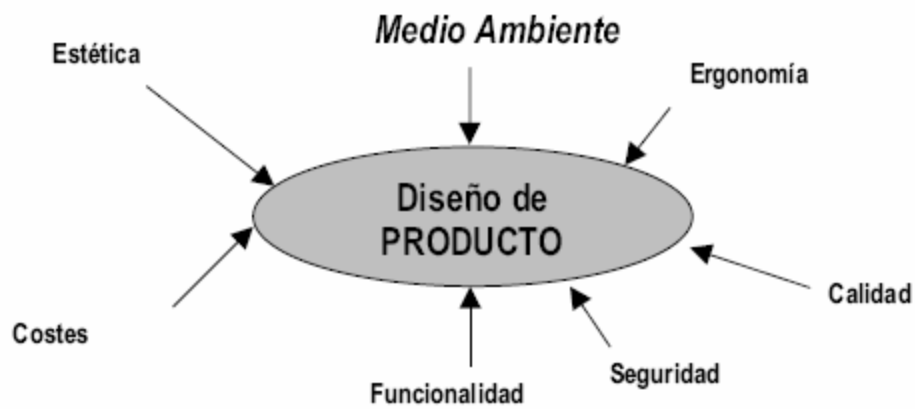 Medio Ambiente
Estética
Ergonomía
Diseño de
PRODUCTO
Calidad
Costes
Seguridad
Funcionalidad